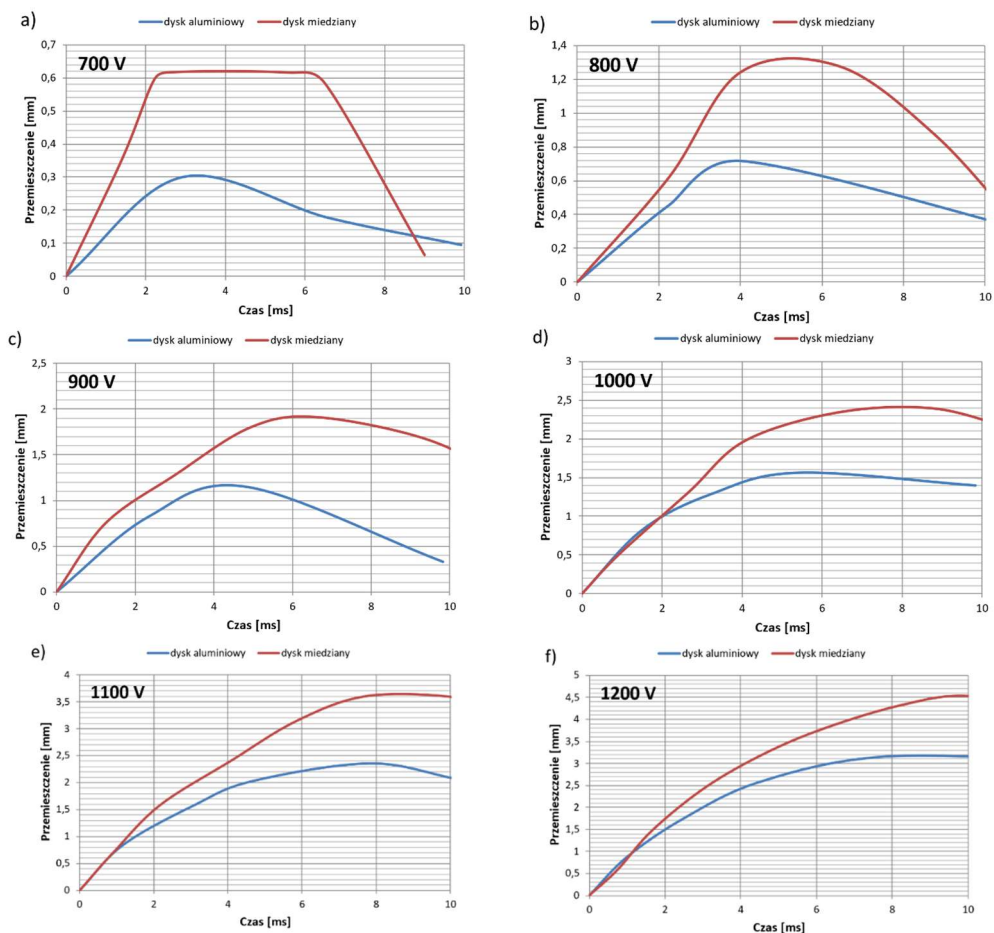 a)
dysk aluminiowy dysk miedziany
700 V
Przemieszczenie [mm]
0,7
0,6
0,5
0,4
0,3
0,2
0,1
0
0 2 4 6 8 10
Czas [ms]
b)
dysk aluminiowy dysk miedziany
800 V
Przemieszczenie [mm]
1,4
1,2
1
0,8
0,6
0,4
0,2
0
0 2 4 6 8 10
Czas [ms]
c)
dysk aluminiowy dysk miedziany
900 V
Przemieszczenie [mm]
2,5
2
1,5
1
0,5
0
0 2 4 6 8 10
Czas [ms]
d)
dysk aluminiowy dysk miedziany
1000 V
Przemieszczenie [mm]
3
2,5
2
1,5
1
0,5
0
0 2 4 6 8 10
Czas [ms]
e)
dysk aluminiowy dysk miedziany
1100 V
Przemieszczenie [mm]
4
3,5
3
2,5
2
1,5
1
0,5
0
0 2 4 6 8 10
Czas [ms]
f)
dysk aluminiowy dysk miedziany
1200 V
Przemieszczenie [mm]
5
4,5
4
3,5
3
2,5
2
1,5
1
0,5
0
0 2 4 6 8 10
Czas [ms]